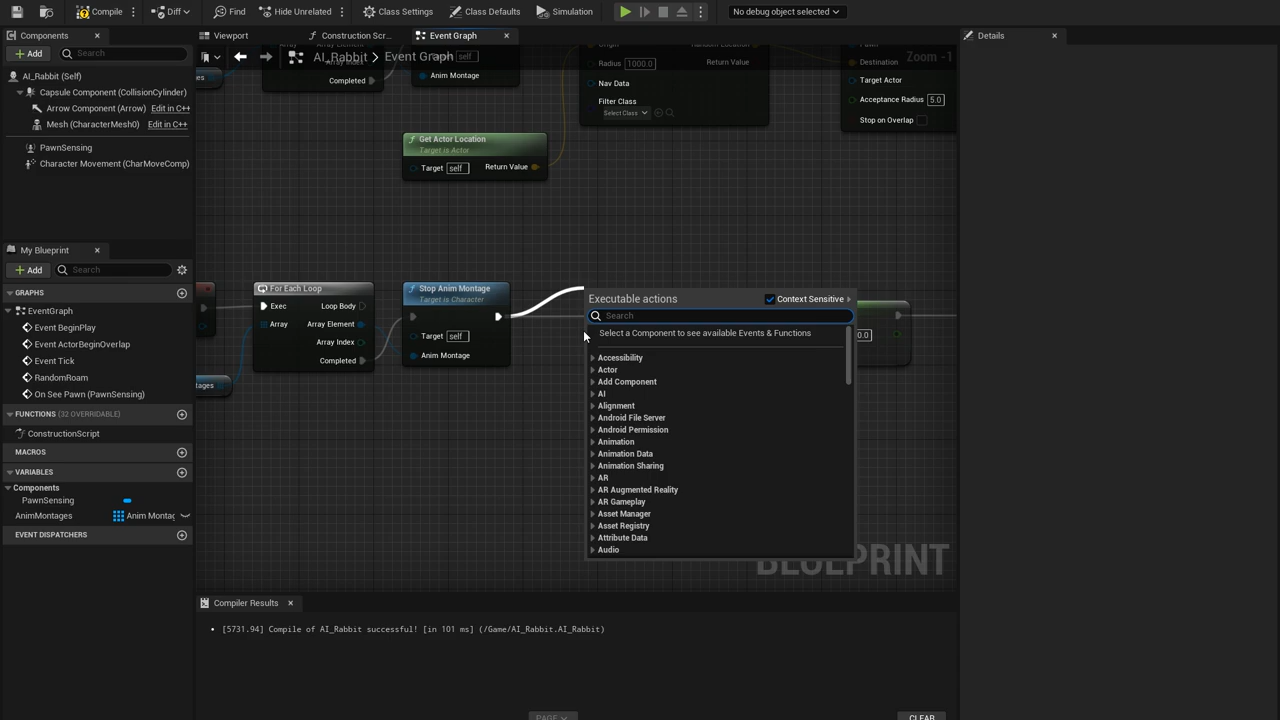 Compile
Diff
Find
Hide Unrelated
Class Settings
Class Defaults
Simulation
No debug object selected
Components
Viewport
Construction Scr...
Event Graph
Details
Add
Search
AI_Rabbit > Event Graph
Zoom -1
AI_Rabbit (Self)
Capsule Component (CollisionCylinder)
Arrow Component (Arrow) Edit in C++
Mesh (CharacterMesh0) Edit in C++
PawnSensing
Character Movement (CharMoveComp)
Completed
self
Anim Montage
Radius 1000.0
Return Value
Nav Data
Filter Class
Select Class
Destination
Target Actor
Acceptance Radius 5.0
Stop on Overlap
Get Actor Location
Target is Actor
Target self
Return Value
My Blueprint
Add
Search
GRAPHS
EventGraph
Event BeginPlay
Event ActorBeginOverlap
Event Tick
RandomRoam
On See Pawn (PawnSensing)
FUNCTIONS (32 OVERRIDABLE)
ConstructionScript
MACROS
VARIABLES
Components
PawnSensing
AnimMontages Anim Montag
EVENT DISPATCHERS
For Each Loop
Exec
Loop Body
Array
Array Element
Array Index
Completed
tages
Stop Anim Montage
Target is Character
Target self
Anim Montage
Executable actions
Context Sensitive
Search
Select a Component to see available Events & Functions
Accessibility
Actor
Add Component
AI
Alignment
Android File Server
Android Permission
Animation
Animation Data
Animation Sharing
AR
AR Augmented Reality
AR Gameplay
Asset Manager
Asset Registry
Attribute Data
Audio
0.0
BLUEPRINT
Compiler Results
[5731.94] Compile of AI_Rabbit successful! [in 101 ms] (/Game/AI_Rabbit.AI_Rabbit)
PAGE
CLEAR